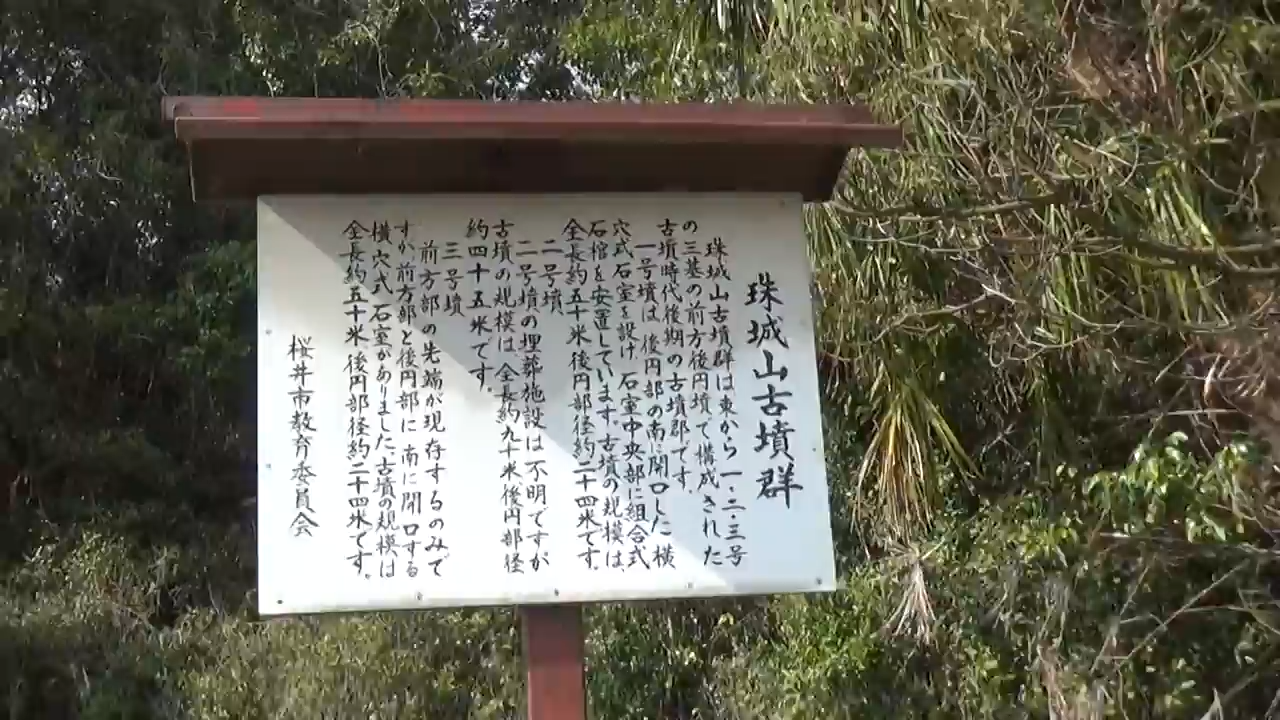 珠城山古墳群
珠城山古墳群は東から一・二・三号
の三基の前方後円墳で構成された
古墳時代後期の古墳郡です。
一号墳は後円部の南に開口した横
穴式石室を設け石室中央部に組合式
石棺を安置しています。古墳の規模は、
全長約五十米後円部径約二十四米です。
二号墳
二号墳の埋葬施設は不明ですが
古墳の規模は、全長約九十米後円部径
約四十五米です。
三号墳
前方部の先端が現存するのみで
すが前方部と後円部に南に開口する
横穴式石室がありました古墳の規模は
全長約五十米後円部径約二十四米です。
桜井市教育委員会